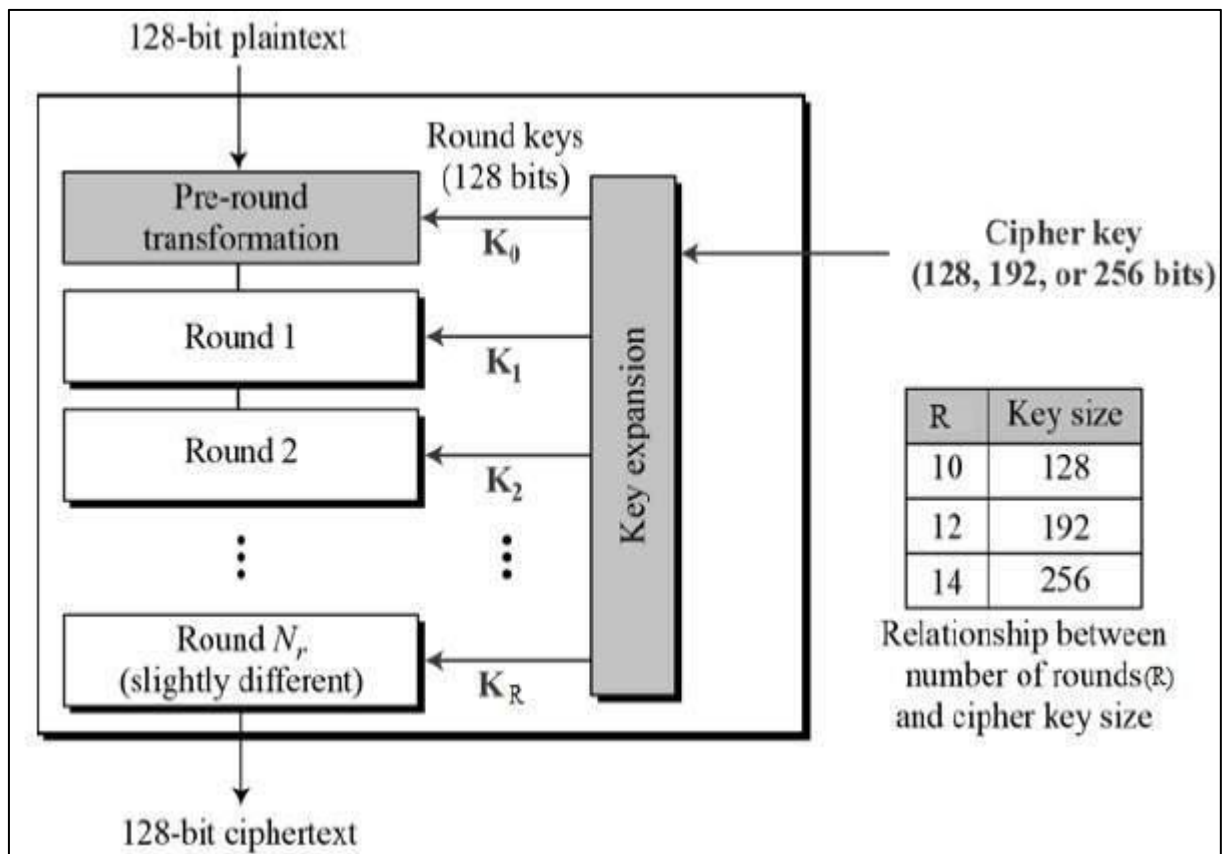 128-bit plaintext
Round keys
(128 bits)
Pre-round
transformation
K0
Cipher key
(128, 192, or 256 bits)
Round 1
K1
Round 2
K2
Key expansion
R Key size
10 128
12 192
14 256
Relationship between
number of rounds(R)
and cipher key size
Round Nr
(slightly different)
KR
128-bit ciphertext